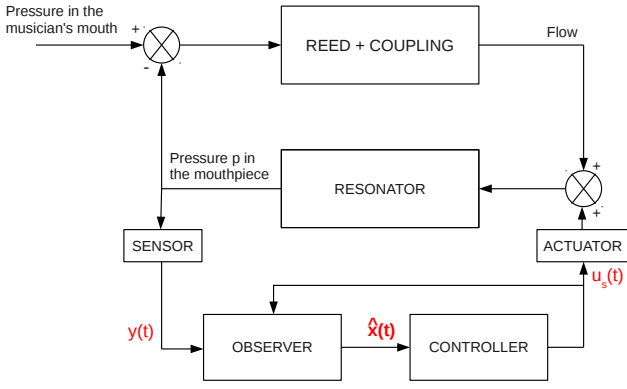 Pressure in the
musician's mouth
+
-
REED + COUPLING
Flow
Pressure p in
the mouthpiece
RESONATOR
+
+
SENSOR
ACTUATOR
y(t)
u_s(t)
OBSERVER
x̂(t)
CONTROLLER